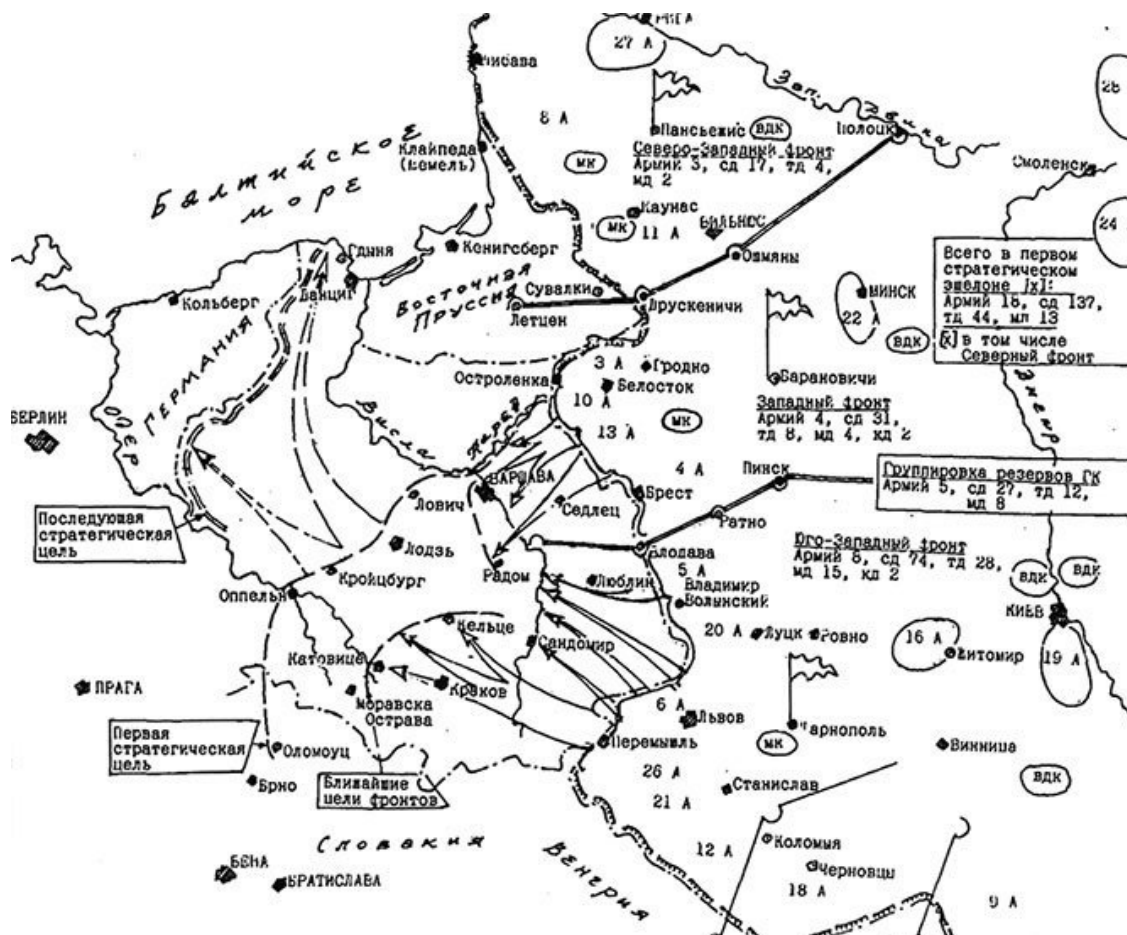 РИГА
27 А
Либава
Зап. Двина
28
8 А
Паневежис
ВДК
Полоцк
Балтийское
море
Клайпеда
(Мемель)
МК
Северо-Западный фронт
Армий 3, сд 17, тд 4,
мд 2
Смоленск
Каунас
МК
11 А
ВИЛЬНЮС
24
Гдыня
Кенигсберг
Ошмяны
Данциг
Кольберг
Восточная
Пруссия
Сувалки
Летцен
Друскеничи
МИНСК
22 А
ВДК
Всего в первом
стратегическом
эшелоне [х]:
Армий 18, сд 137,
тд 44, мд 13
[х] в том числе
Северный фронт
ГЕРМАНИЯ
Одер
3 А
Гродно
Остроленка
Белосток
10 А
Барановичи
Днепр
БЕРЛИН
Висла
Нарев
13 А
МК
Западный фронт
Армий 4, сд 31,
тд 8, мд 4, кд 2
4 А
Пинск
Группировка резервов ГК
Армий 5, сд 27, тд 12,
мд 8
ВАРШАВА
Лович
Седлец
Брест
Ратно
Последующая
стратегическая
цель
Лодзь
Влодава
Юго-Западный фронт
Армий 8, сд 74, тд 28,
мд 15, кд 2
Кройцбург
Радом
5 А
Оппельн
Люблин
Владимир
Волынский
ВДК
ВДК
КИЕВ
Кельце
20 А
Луцк
Ровно
16 А
Житомир
19 А
Сандомир
Катовице
ПРАГА
Краков
Моравска
Острава
6 А
Львов
Тарнополь
Первая
стратегическая
цель
Оломоуц
Перемышль
МК
Винница
Брно
Ближайшие
цели фронтов
26 А
21 А
Станислав
ВДК
Словакия
Венгрия
12 А
Коломыя
ВЕНА
БРАТИСЛАВА
Черновцы
18 А
9 А